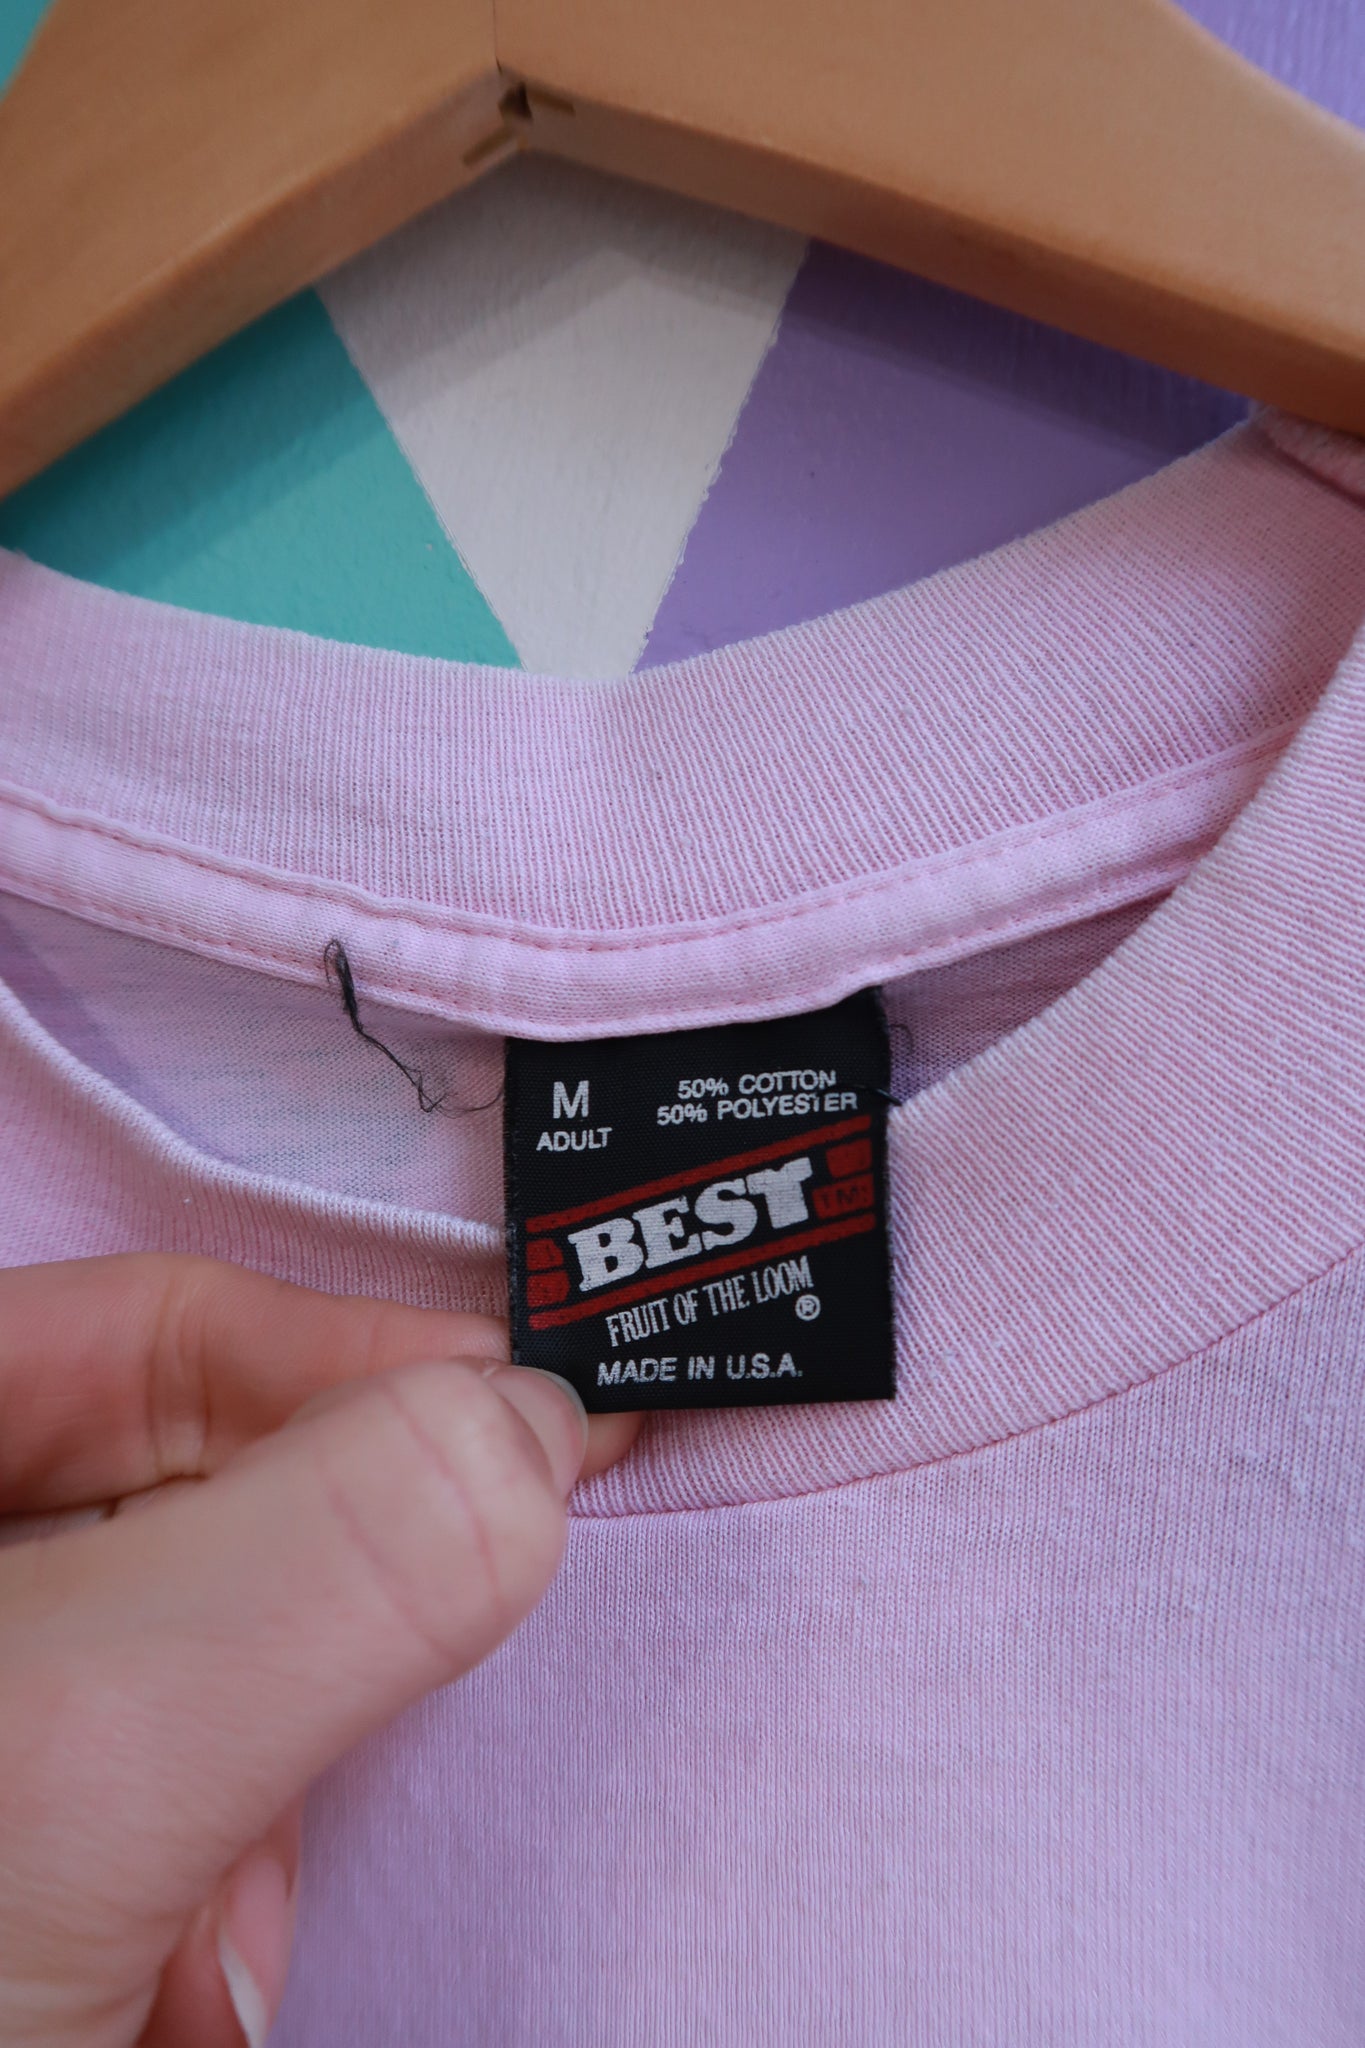 M
ADULT
50% COTTON
50% POLYESTER
BEST TM
FRUIT OF THE LOOM
®
MADE IN U.S.A.